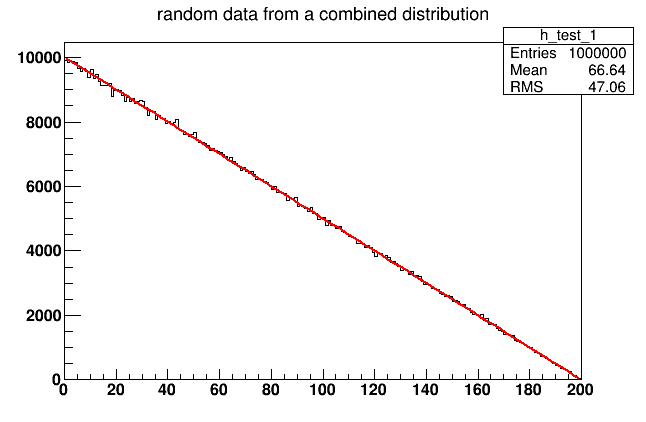 random data from a combined distribution
h_test_1
Entries 1000000
Mean 66.64
RMS 47.06
10000
8000
6000
4000
2000
0
0 20 40 60 80 100 120 140 160 180 200